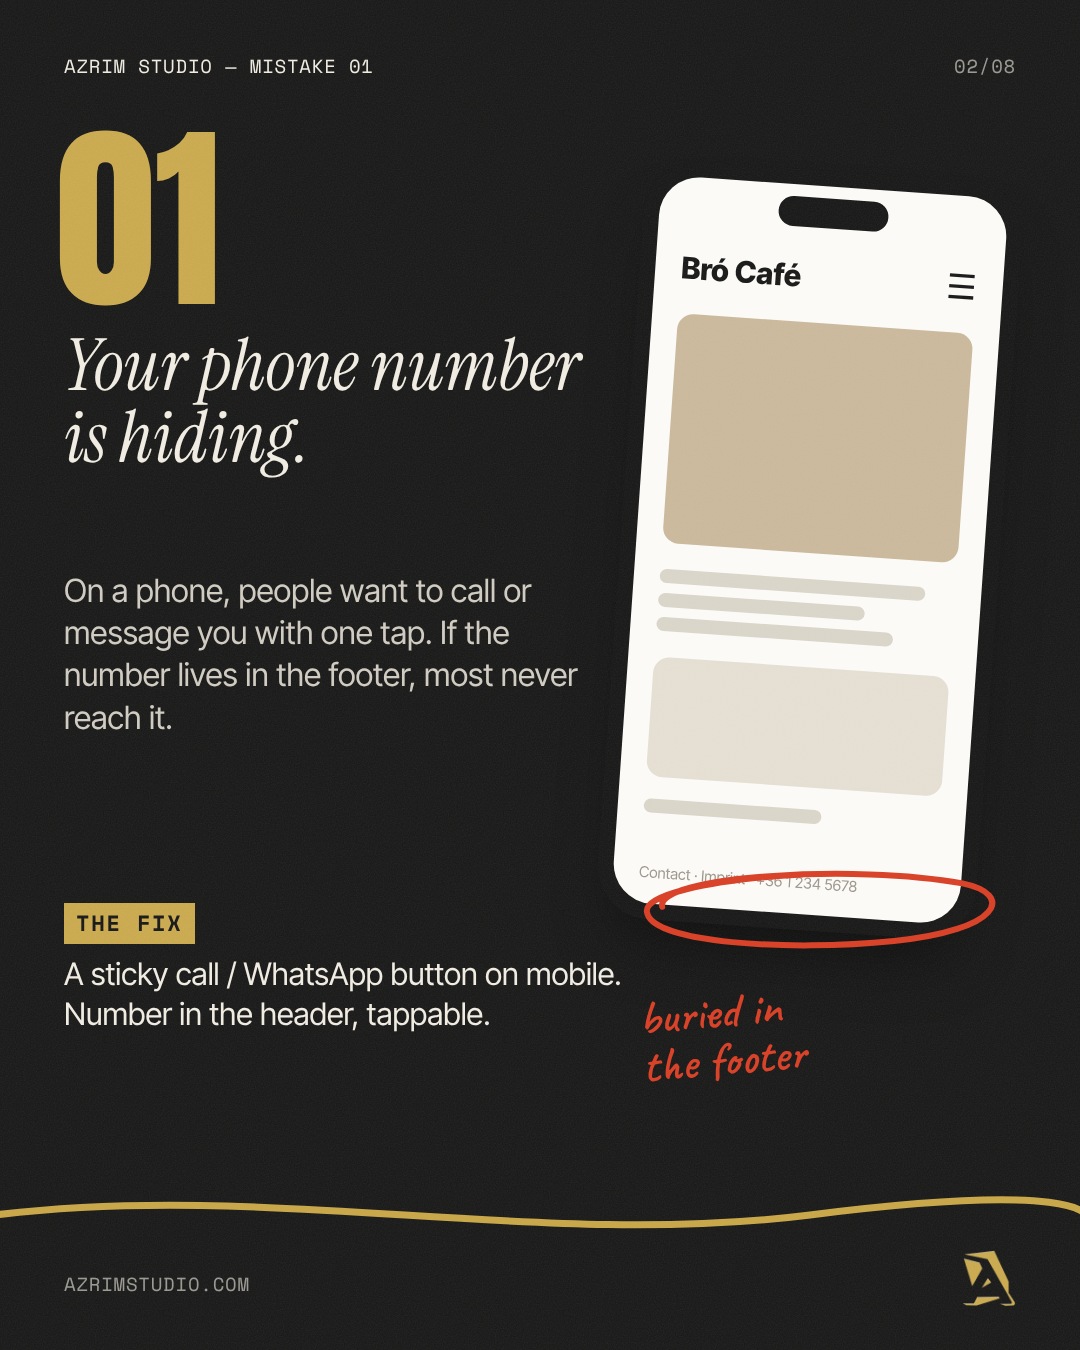 AZRIM STUDIO — MISTAKE 01
02/08
01
Your phone number
is hiding.
On a phone, people want to call or
message you with one tap. If the
number lives in the footer, most never
reach it.
THE FIX
A sticky call / WhatsApp button on mobile.
Number in the header, tappable.
Bró Café
Contact · Imprint · +36 1 234 5678
buried in
the footer
AZRIMSTUDIO.COM